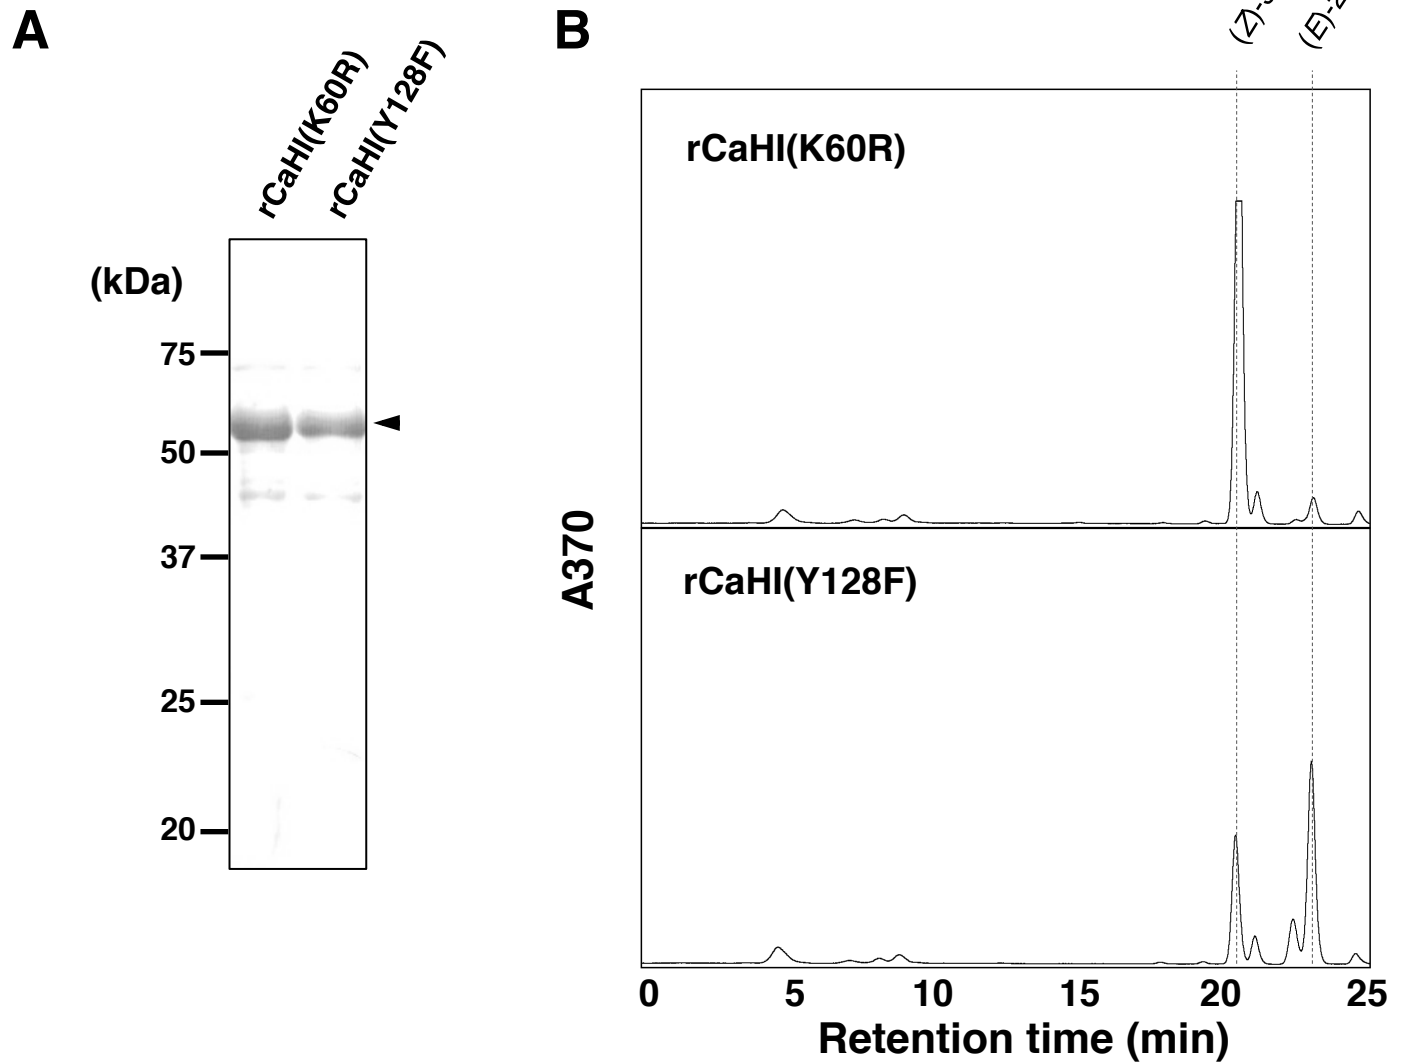 A
B
rCaHI(K60R)
rCaHI(Y128F)
(kDa)
75
50
37
25
20
(Z)-
(E)-
rCaHI(K60R)
rCaHI(Y128F)
A370
0 5 10 15 20 25
Retention time (min)